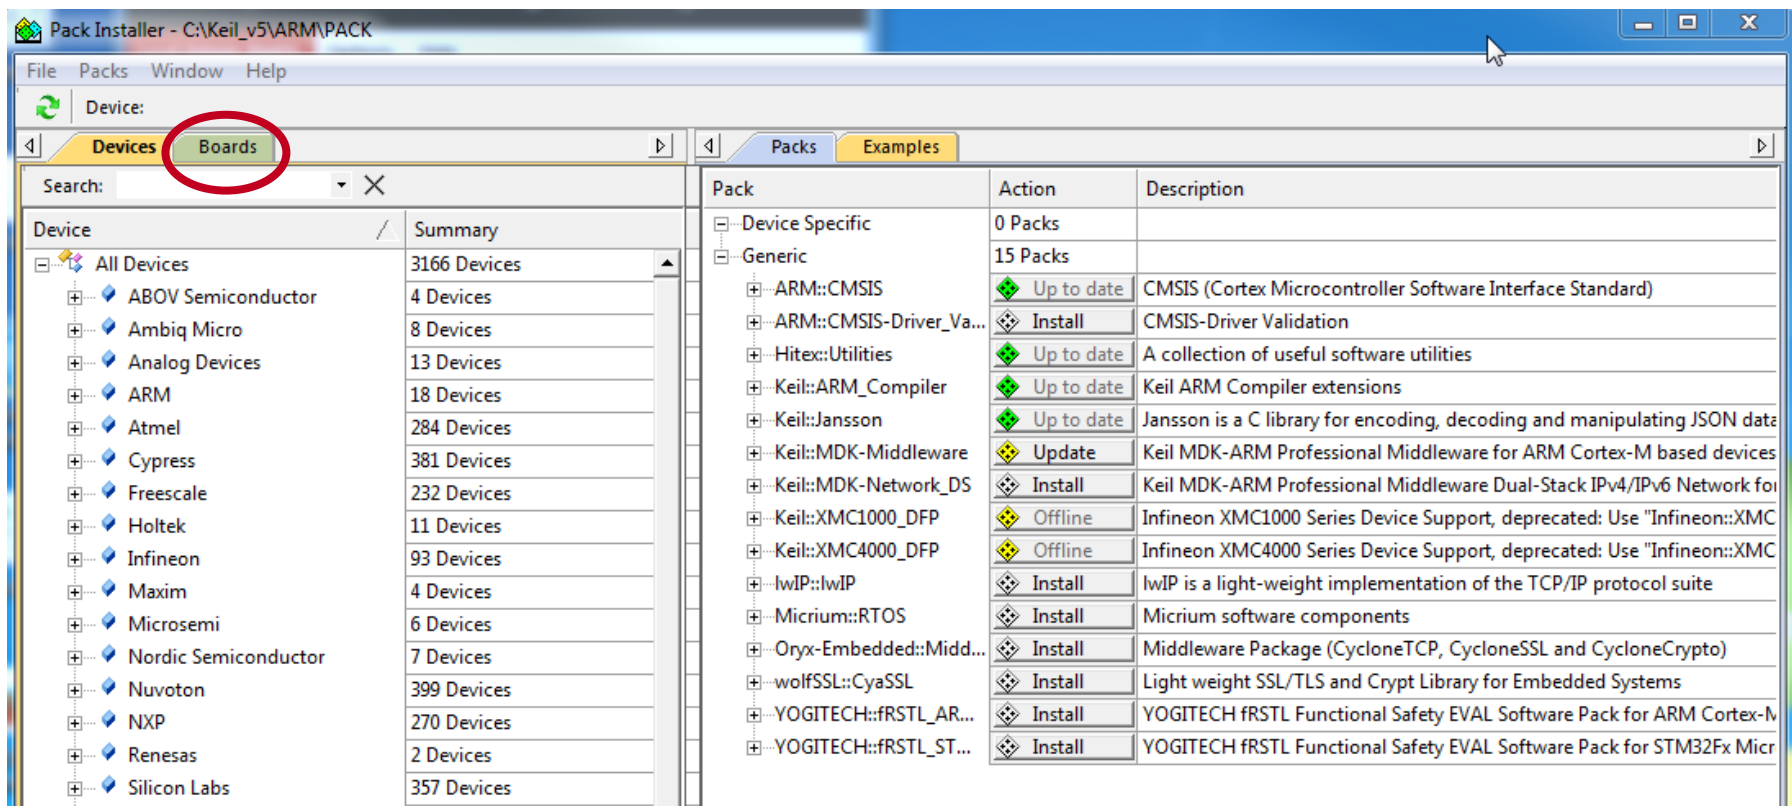 Pack Installer - C:\Keil_v5\ARM\PACK
File Packs Window Help
Device:
Devices Boards
Search:
Device Summary
All Devices 3166 Devices
ABOV Semiconductor 4 Devices
Ambiq Micro 8 Devices
Analog Devices 13 Devices
ARM 18 Devices
Atmel 284 Devices
Cypress 381 Devices
Freescale 232 Devices
Holtek 11 Devices
Infineon 93 Devices
Maxim 4 Devices
Microsemi 6 Devices
Nordic Semiconductor 7 Devices
Nuvoton 399 Devices
NXP 270 Devices
Renesas 2 Devices
Silicon Labs 357 Devices
Packs Examples
Pack Action Description
Device Specific 0 Packs
Generic 15 Packs
ARM::CMSIS Up to date CMSIS (Cortex Microcontroller Software Interface Standard)
ARM::CMSIS-Driver_Va... Install CMSIS-Driver Validation
Hitex::Utilities Up to date A collection of useful software utilities
Keil::ARM_Compiler Up to date Keil ARM Compiler extensions
Keil::Jansson Up to date Jansson is a C library for encoding, decoding and manipulating JSON data
Keil::MDK-Middleware Update Keil MDK-ARM Professional Middleware for ARM Cortex-M based devices
Keil::MDK-Network_DS Install Keil MDK-ARM Professional Middleware Dual-Stack IPv4/IPv6 Network for
Keil::XMC1000_DFP Offline Infineon XMC1000 Series Device Support, deprecated: Use "Infineon::XMC
Keil::XMC4000_DFP Offline Infineon XMC4000 Series Device Support, deprecated: Use "Infineon::XMC
lwIP::lwIP Install lwIP is a light-weight implementation of the TCP/IP protocol suite
Micrium::RTOS Install Micrium software components
Oryx-Embedded::Midd... Install Middleware Package (CycloneTCP, CycloneSSL and CycloneCrypto)
wolfSSL::CyaSSL Install Light weight SSL/TLS and Crypt Library for Embedded Systems
YOGITECH::fRSTL_AR... Install YOGITECH fRSTL Functional Safety EVAL Software Pack for ARM Cortex-M
YOGITECH::fRSTL_ST... Install YOGITECH fRSTL Functional Safety EVAL Software Pack for STM32Fx Micr